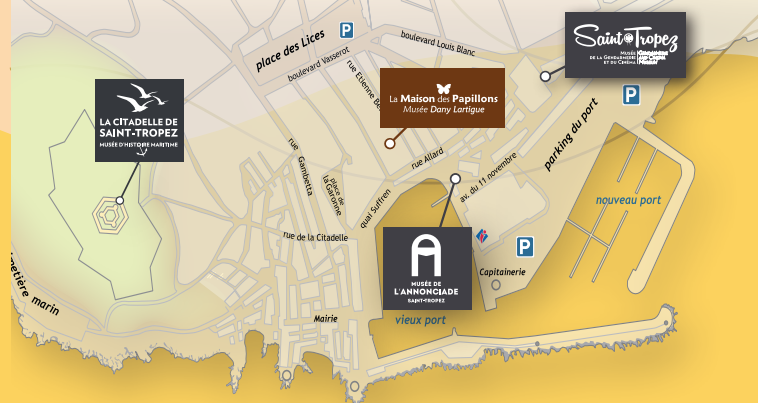 Saint Tropez
MUSÉE
DE LA GENDARMERIE
ET DU CINÉMA
P
place des Lices
boulevard Louis Blanc
boulevard Vasserot
rue Etienne Be
La Maison des Papillons
Musée Dany Lartigue
P
parking du port
LA CITADELLE DE
SAINT-TROPEZ
MUSÉE D'HISTOIRE MARITIME
rue Gambetta
place de
la Garonne
rue Allard
av. du 11 novembre
quai Suffren
nouveau port
rue de la Citadelle
P
i
Capitainerie
MUSÉE DE
L'ANNONCIADE
SAINT-TROPEZ
metière marin
Mairie
vieux port